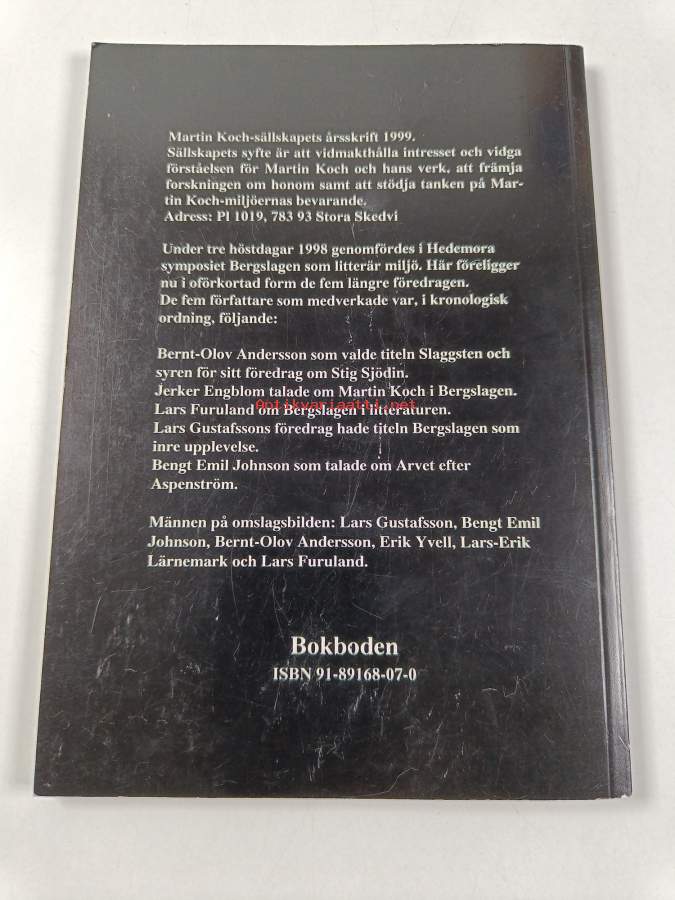 Martin Koch-sällskapets årsskrift 1999.
Sällskapets syfte är att vidmakthålla intresset och vidga
förståelsen för Martin Koch och hans verk, att främja
forskningen om honom samt att stödja tanken på Mar-
tin Koch-miljöernas bevarande.
Adress: Pl 1019, 783 93 Stora Skedvi
Under tre höstdagar 1998 genomfördes i Hedemora
symposiet Bergslagen som litterär miljö. Här föreligger
nu i oförkortad form de fem längre föredragen.
De fem författare som medverkade var, i kronologisk
ordning, följande:
Bernt-Olov Andersson som valde titeln Slaggsten och
syren för sitt föredrag om Stig Sjödin.
Jerker Engblom talade om Martin Koch i Bergslagen.
Lars Furuland om Bergslagen i litteraturen.
Antikvariaatti.net
Lars Gustafssons föredrag hade titeln Bergslagen som
inre upplevelse.
Bengt Emil Johnson som talade om Arvet efter
Aspenström.
Männen på omslagsbilden: Lars Gustafsson, Bengt Emil
Johnson, Bernt-Olov Andersson, Erik Yvell, Lars-Erik
Lärnemark och Lars Furuland.
Bokboden
ISBN 91-89168-07-0